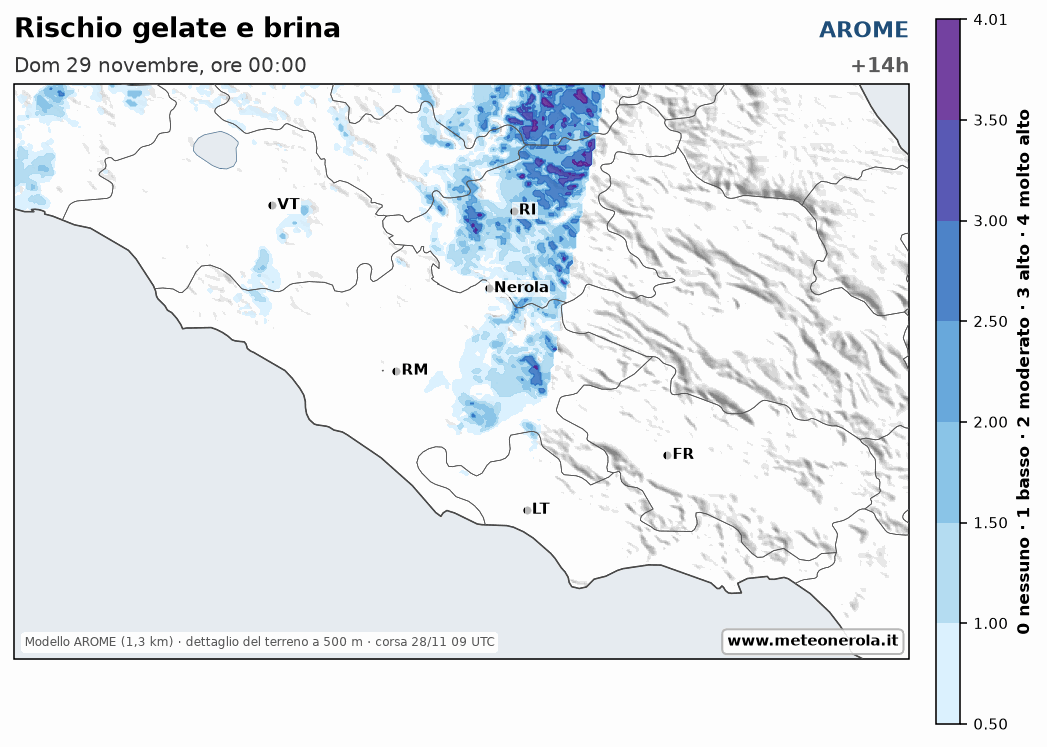 Rischio gelate e brina
AROME
Dom 29 novembre, ore 00:00
+14h
4.01
3.50
3.00
2.50
2.00
1.50
1.00
0.50
0 nessuno · 1 basso · 2 moderato · 3 alto · 4 molto alto
VT
RI
Nerola
RM
FR
LT
Modello AROME (1,3 km) · dettaglio del terreno a 500 m · corsa 28/11 09 UTC
www.meteonerola.it